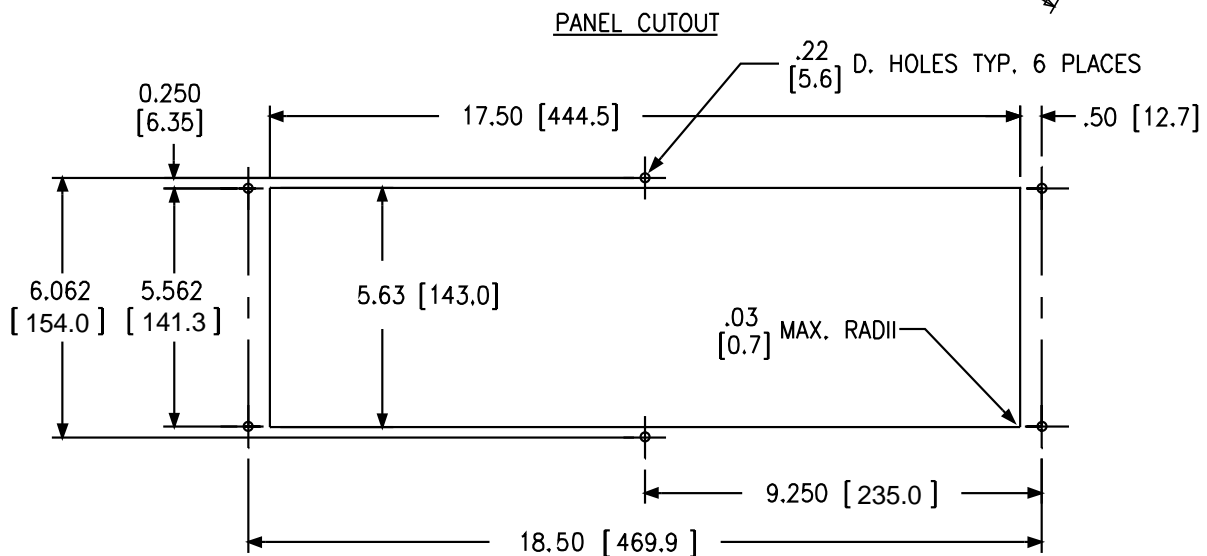 PANEL CUTOUT
.22
[5.6] D. HOLES TYP. 6 PLACES
0.250
[6.35]
17.50 [444.5]
.50 [12.7]
6.062
[ 154.0 ]
5.562
[ 141.3 ]
5.63 [143.0]
.03
[0.7] MAX. RADII
9.250 [ 235.0 ]
18.50 [ 469.9 ]